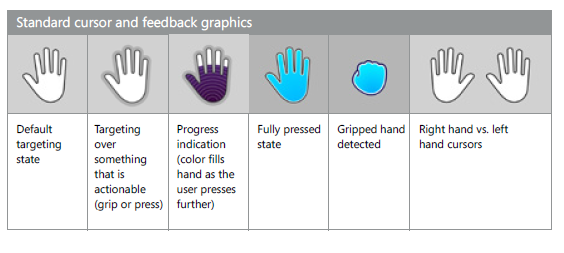 Standard cursor and feedback graphics
Default
targeting
state
Targeting
over
something
that is
actionable
(grip or press)
Progress
indication
(color fills
hand as the
user presses
further)
Fully pressed
state
Gripped hand
detected
Right hand vs. left
hand cursors